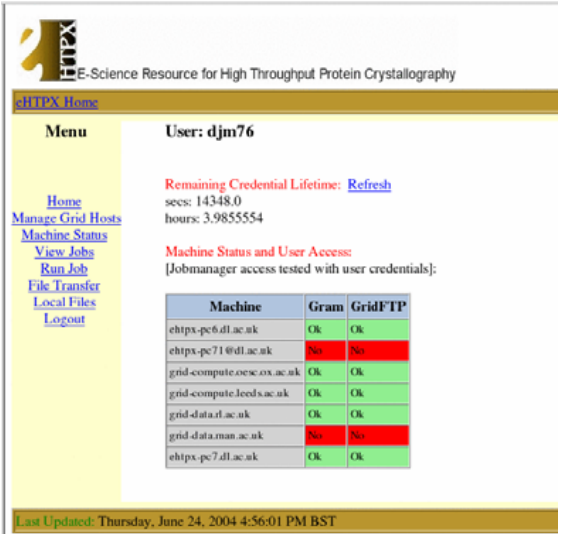 HTPX
E-Science Resource for High Throughput Protein Crystallography
eHTPX Home
Menu
User: djm76
Remaining Credential Lifetime: Refresh
secs: 14348.0
hours: 3.9855554
Home
Manage Grid Hosts
Machine Status
View Jobs
Run Job
File Transfer
Local Files
Logout
Machine Status and User Access:
[Jobmanager access tested with user credentials]:
Machine Gram GridFTP
ehtpx-pc6.dl.ac.uk Ok Ok
ehtpx-pc71@dl.ac.uk No No
grid-compute.oesc.ox.ac.uk Ok Ok
grid-compute.leeds.ac.uk Ok Ok
grid-data.rl.ac.uk Ok Ok
grid-data.man.ac.uk No No
ehtpx-pc7.dl.ac.uk Ok Ok
Last Updated: Thursday, June 24, 2004 4:56:01 PM BST